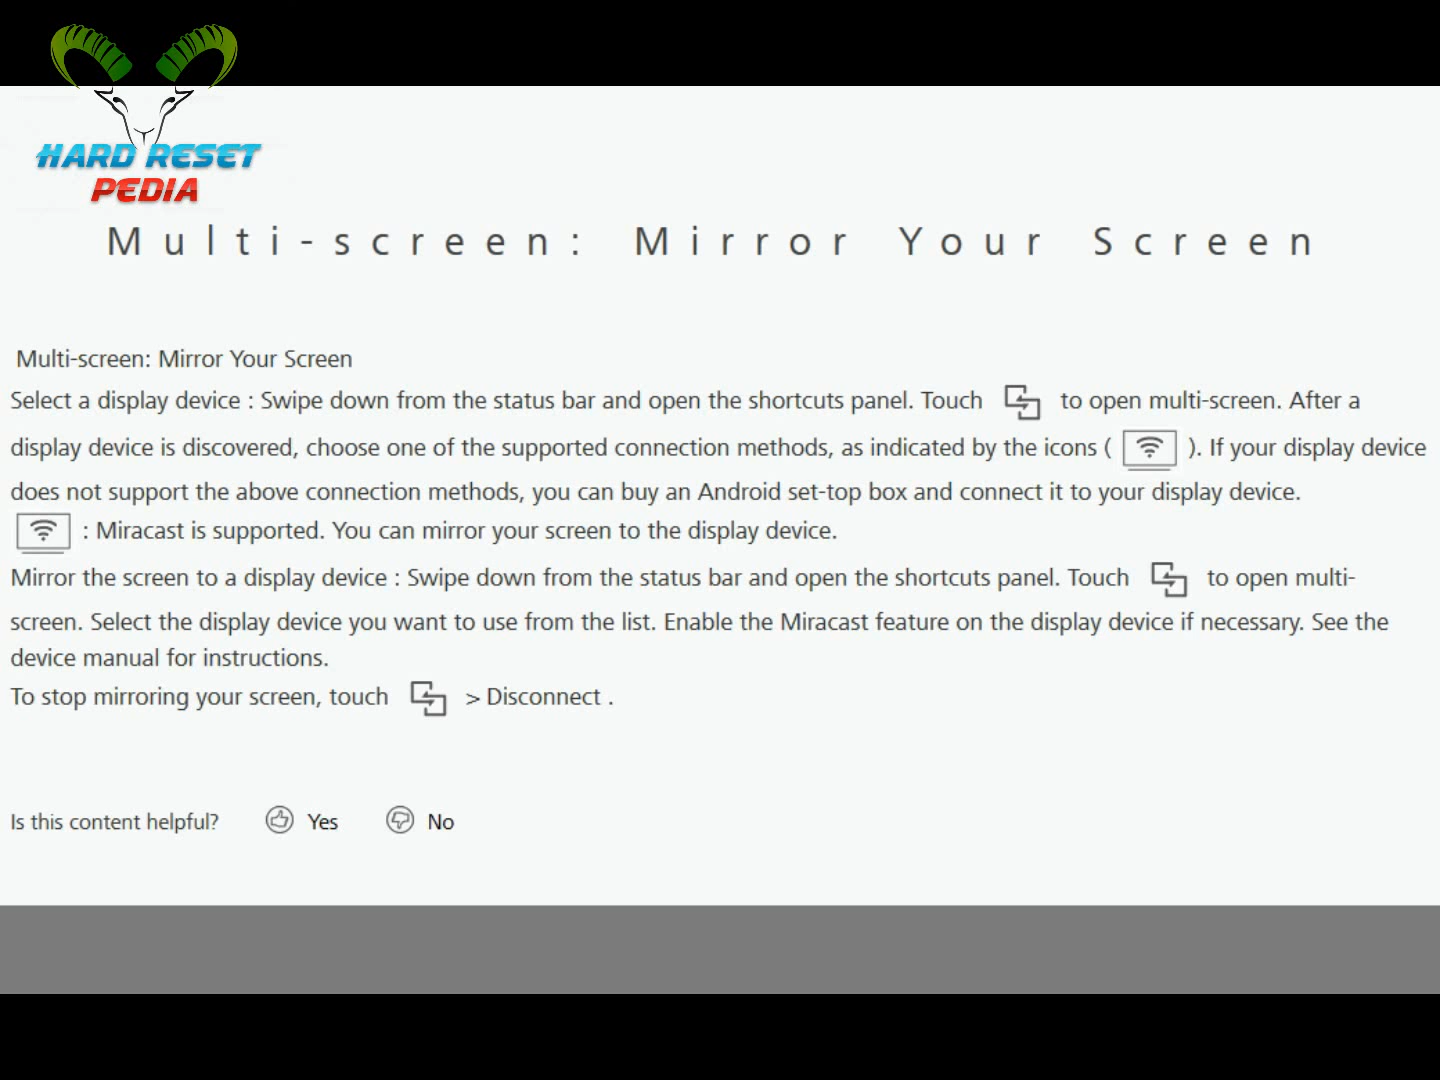 HARD RESET
PEDIA
Multi-screen: Mirror Your Screen
Multi-screen: Mirror Your Screen
Select a display device : Swipe down from the status bar and open the shortcuts panel. Touch to open multi-screen. After a
display device is discovered, choose one of the supported connection methods, as indicated by the icons ( ). If your display device
does not support the above connection methods, you can buy an Android set-top box and connect it to your display device.
: Miracast is supported. You can mirror your screen to the display device.
Mirror the screen to a display device : Swipe down from the status bar and open the shortcuts panel. Touch to open multi-
screen. Select the display device you want to use from the list. Enable the Miracast feature on the display device if necessary. See the
device manual for instructions.
To stop mirroring your screen, touch > Disconnect .
Is this content helpful? Yes No